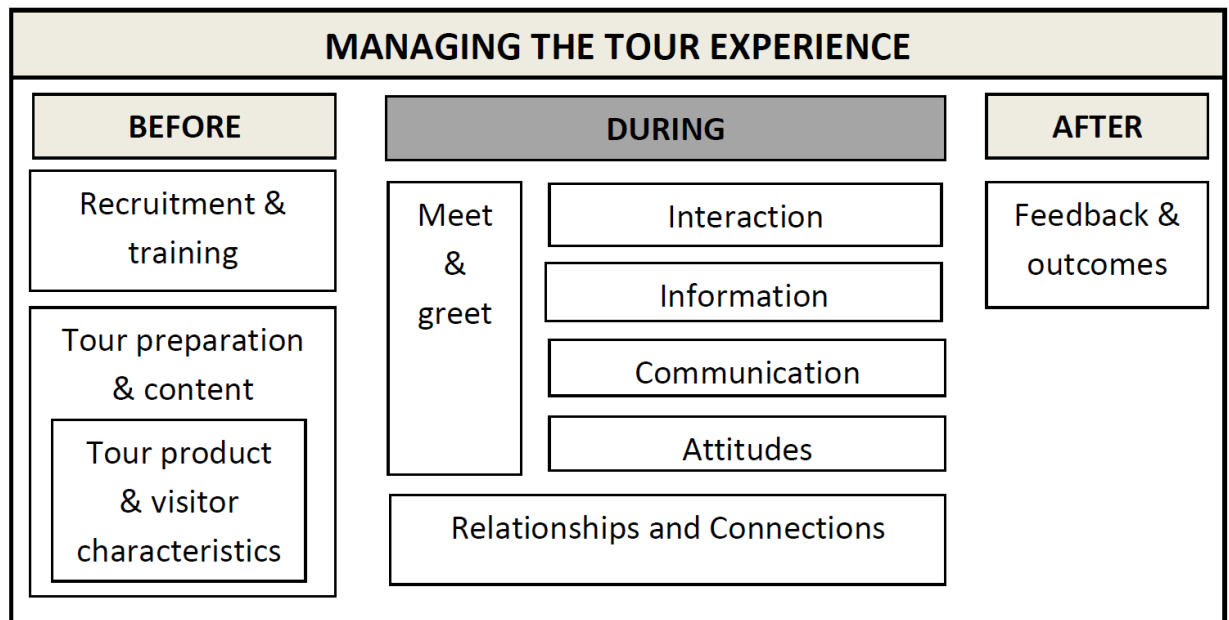 MANAGING THE TOUR EXPERIENCE
BEFORE
Recruitment &
training
Tour preparation
& content
Tour product
& visitor
characteristics
DURING
Meet
&
greet
Interaction
Information
Communication
Attitudes
Relationships and Connections
AFTER
Feedback &
outcomes